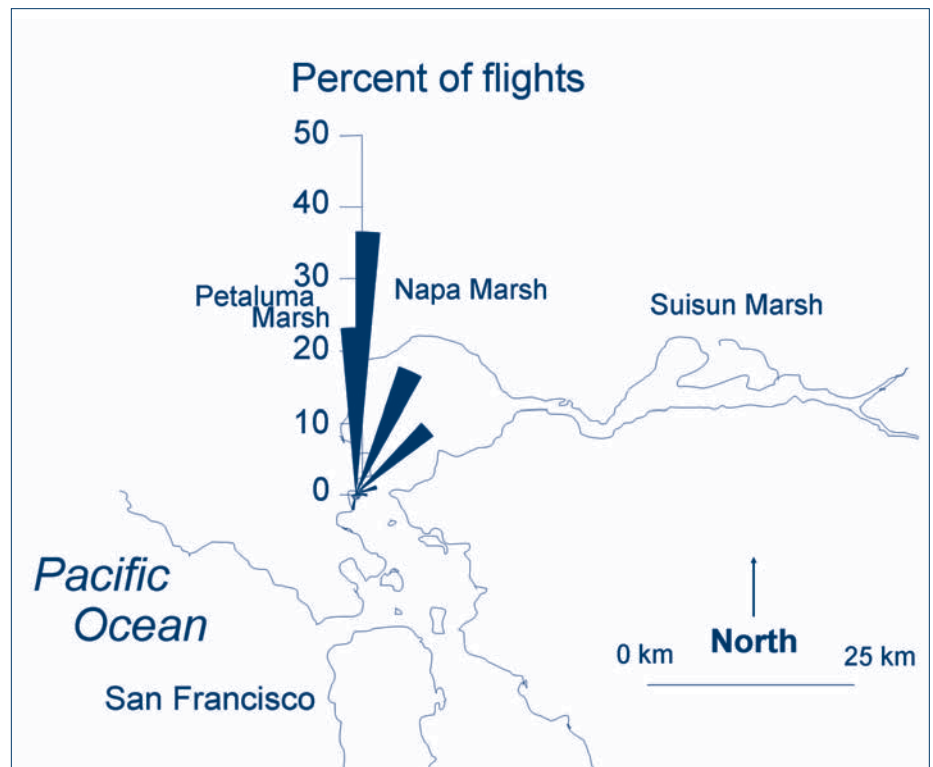 Percent of flights
50
40
30
Petaluma
Marsh
Napa Marsh
Suisun Marsh
20
10
0
Pacific
Ocean
San Francisco
North
0 km
25 km